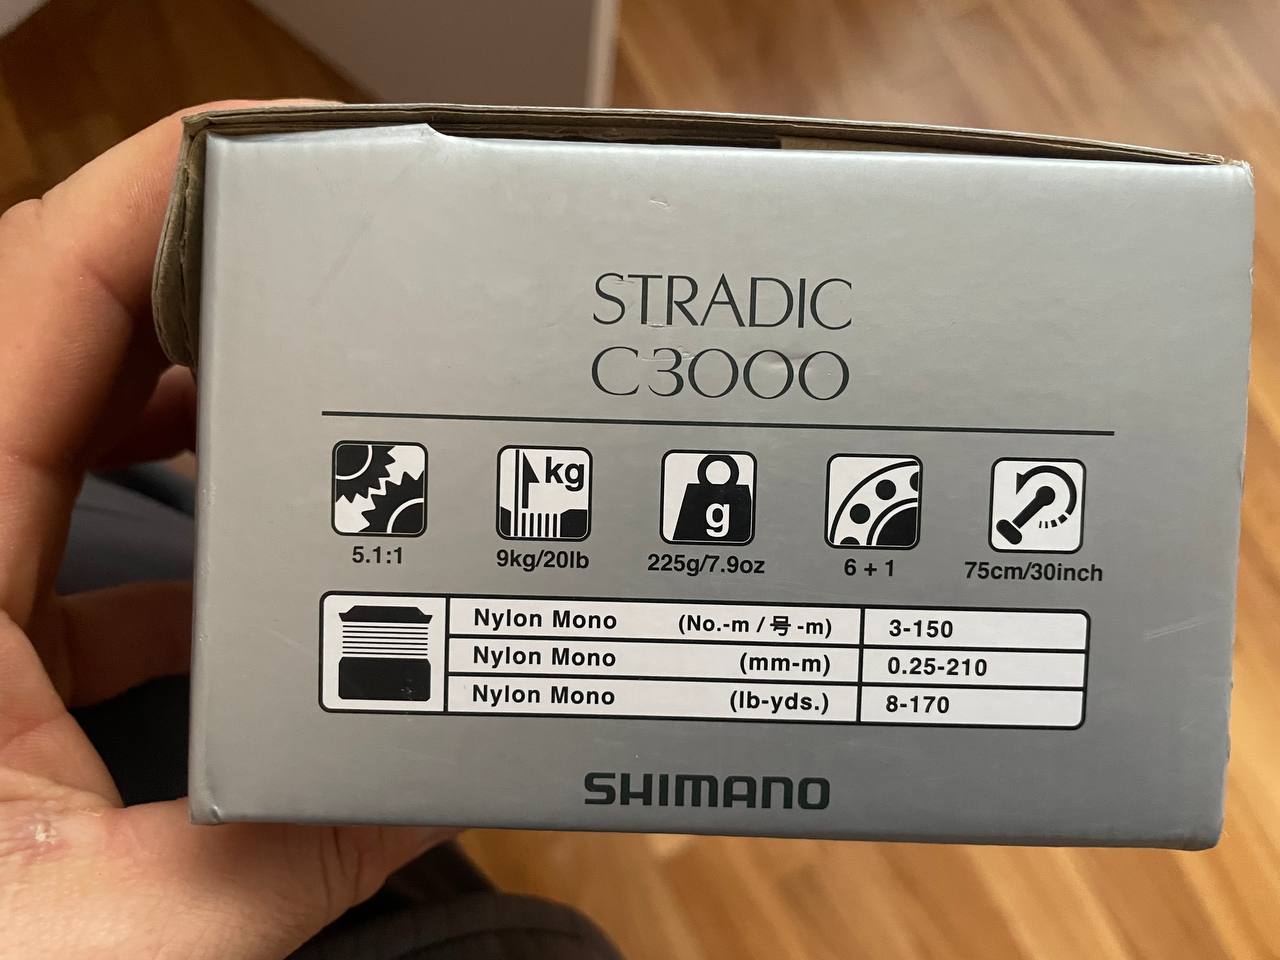 STRADIC
C3000
kg
g
5.1:1 9kg/20lb 225g/7.9oz 6 + 1 75cm/30inch
Nylon Mono (No.-m / 号 -m) 3-150
Nylon Mono (mm-m) 0.25-210
Nylon Mono (lb-yds.) 8-170
SHIMANO